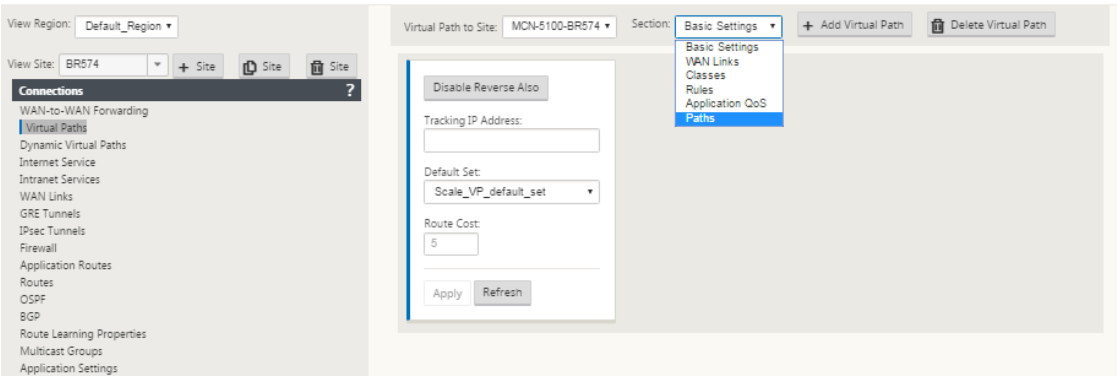 View Region: Default_Region
View Site: BR574 + Site Site Site
Connections ?
WAN-to-WAN Forwarding
Virtual Paths
Dynamic Virtual Paths
Internet Service
Intranet Services
WAN Links
GRE Tunnels
IPsec Tunnels
Firewall
Application Routes
Routes
OSPF
BGP
Route Learning Properties
Multicast Groups
Application Settings
Virtual Path to Site: MCN-5100-BR574 Section: Basic Settings + Add Virtual Path Delete Virtual Path
Basic Settings
WAN Links
Classes
Rules
Application QoS
Paths
Disable Reverse Also
Tracking IP Address:
Default Set:
Scale_VP_default_set
Route Cost:
5
Apply Refresh